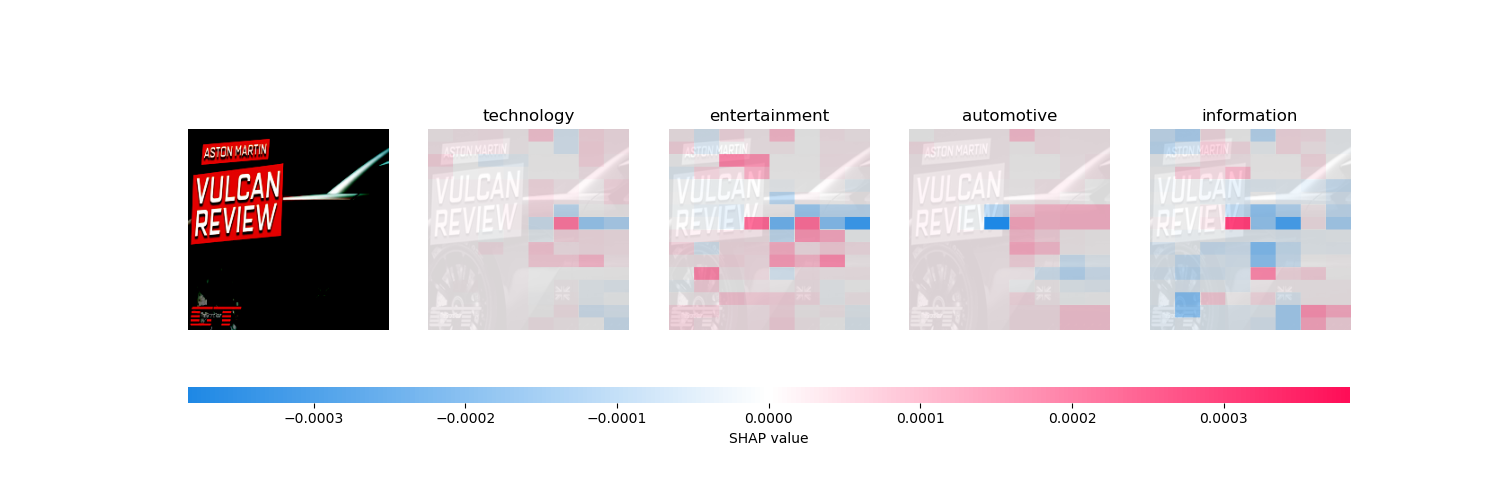 technology
entertainment
automotive
information
ASTON MARTIN
VULCAN
REVIEW
ASTON MARTIN
VULCAN
REVIEW
ASTON MARTIN
VULCAN
REVIEW
ASTON MARTIN
VULCAN
REVIEW
ASTON MARTIN
VULCAN
REVIEW
−0.0003
−0.0002
−0.0001
0.0000
0.0001
0.0002
0.0003
SHAP value